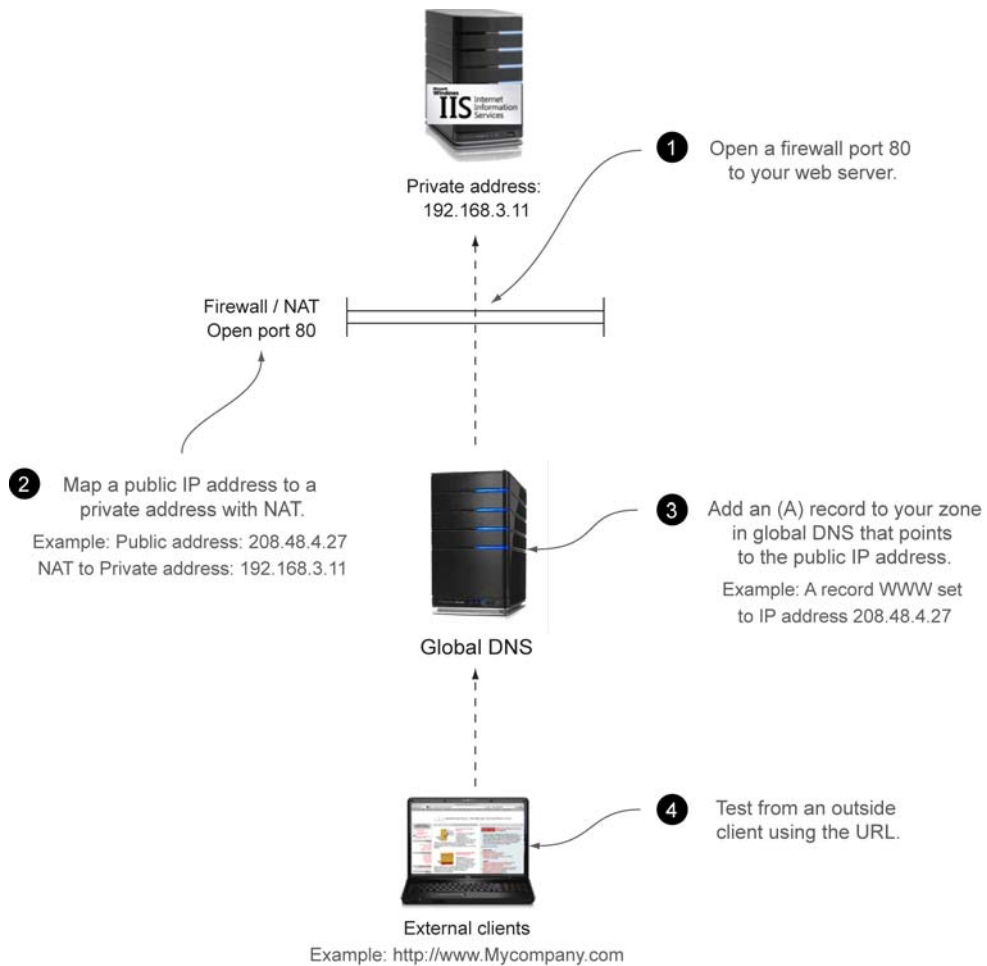 Microsoft
Windows
IIS
Internet
Information
Services
Private address:
192.168.3.11
1
Open a firewall port 80
to your web server.
Firewall / NAT
Open port 80
2
Map a public IP address to a
private address with NAT.
Example: Public address: 208.48.4.27
NAT to Private address: 192.168.3.11
3
Add an (A) record to your zone
in global DNS that points
to the public IP address.
Example: A record WWW set
to IP address 208.48.4.27
Global DNS
4
Test from an outside
client using the URL.
External clients
Example: http://www.Mycompany.com